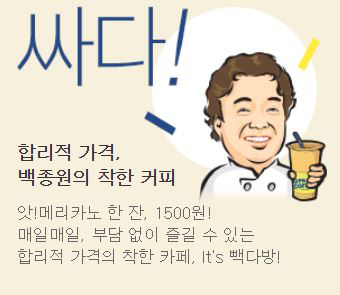 싸다!
합리적 가격,
백종원의 착한 커피
앗!메리카노 한 잔, 1500원!
매일매일, 부담 없이 즐길 수 있는
합리적 가격의 착한 카페, It's 빽다방!